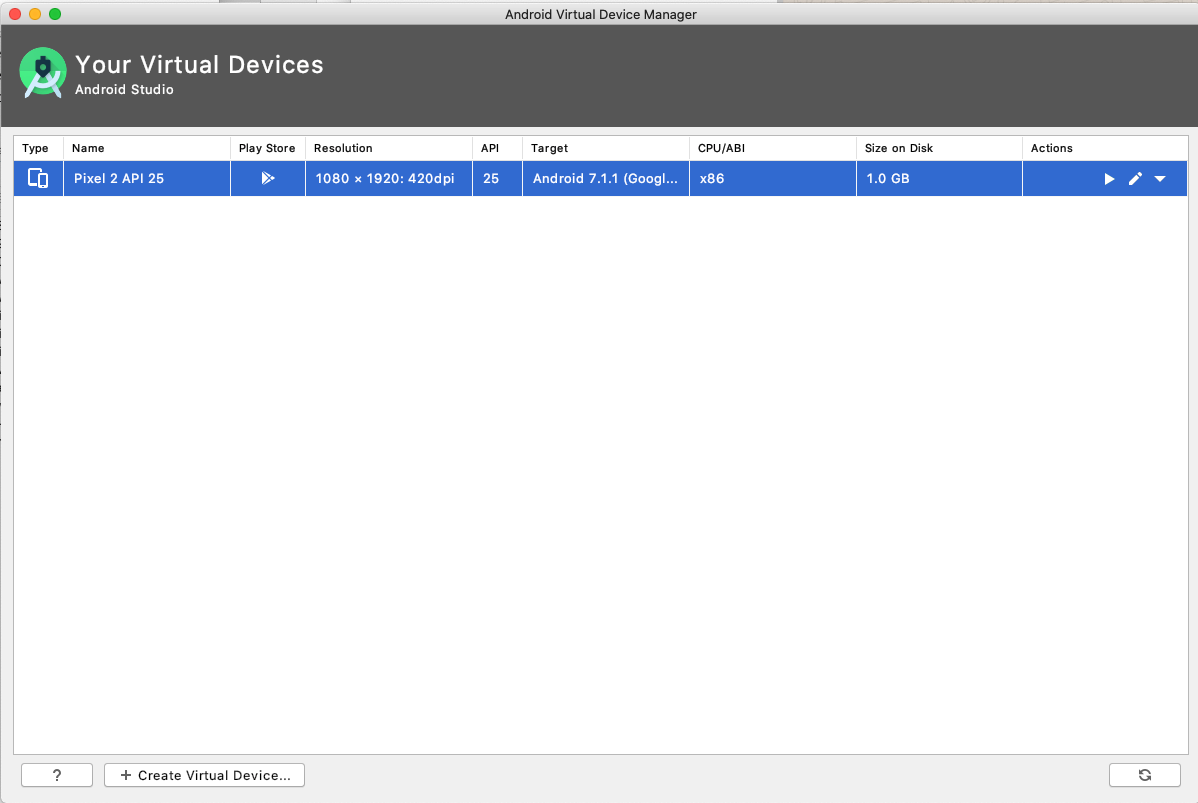 Android Virtual Device Manager
Your Virtual Devices
Android Studio
Type Name Play Store Resolution API Target CPU/ABI Size on Disk Actions
Pixel 2 API 25 1080 × 1920: 420dpi 25 Android 7.1.1 (Googl... x86 1.0 GB
? + Create Virtual Device...